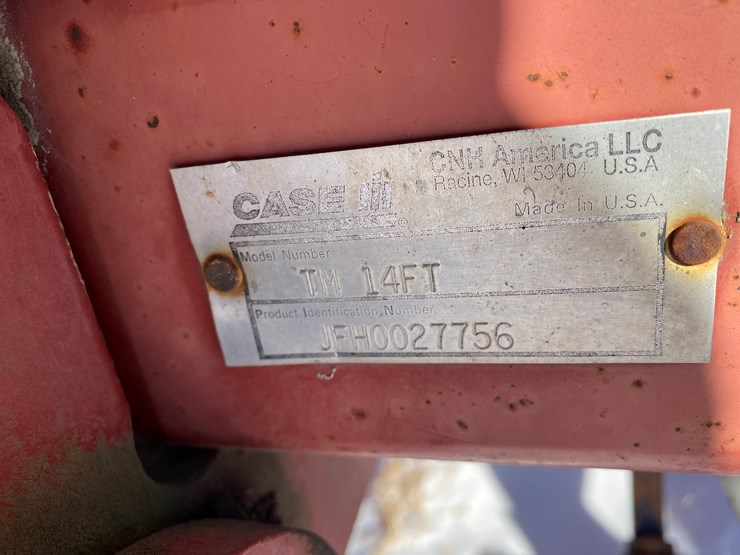 CASE IH®
CNH America LLC
Racine, WI 53404 U.S.A
Made In U.S.A.
Model Number
TM 14FT
Product Identification Number
JFH0027756